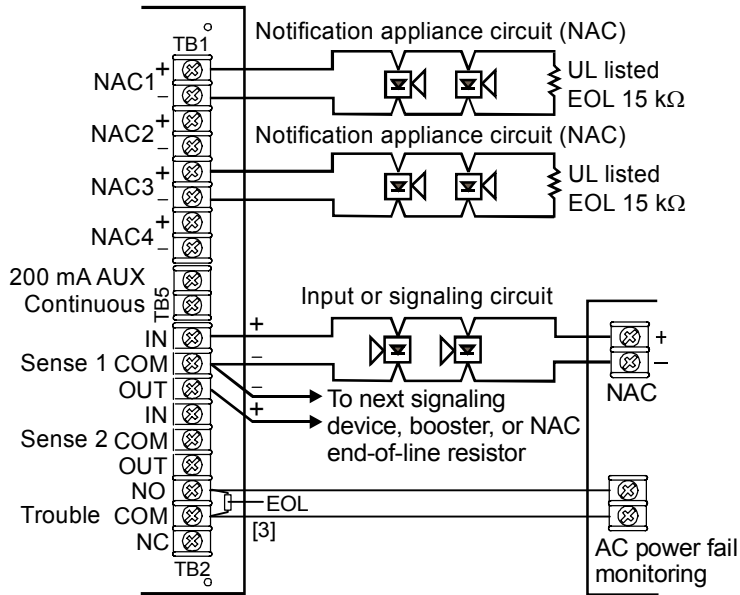 TB1
Notification appliance circuit (NAC)
NAC1
+
–
UL listed
EOL 15 kΩ
NAC2
+
–
Notification appliance circuit (NAC)
NAC3
+
–
UL listed
EOL 15 kΩ
NAC4
+
–
200 mA AUX
Continuous
TB5
Input or signaling circuit
IN
+
+
Sense 1 COM
–
–
NAC
OUT
–
+
To next signaling
device, booster, or NAC
end-of-line resistor
IN
Sense 2 COM
OUT
NO
EOL
Trouble COM
[3]
NC
AC power fail
monitoring
TB2